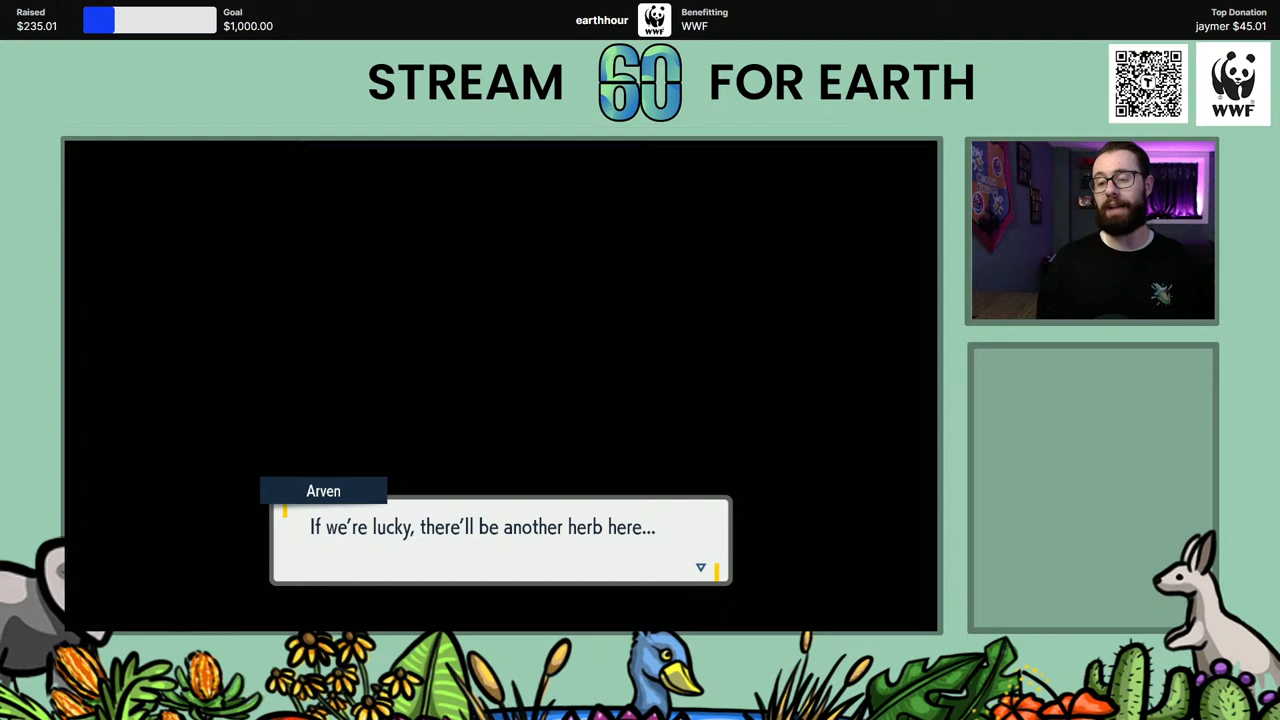 Raised
$235.01
Goal
$1,000.00
earthhour
WWF
Benefitting
WWF
Top Donation
jaymer $45.01
STREAM 60 FOR EARTH
WWF
Arven
If we're lucky, there'll be another herb here...